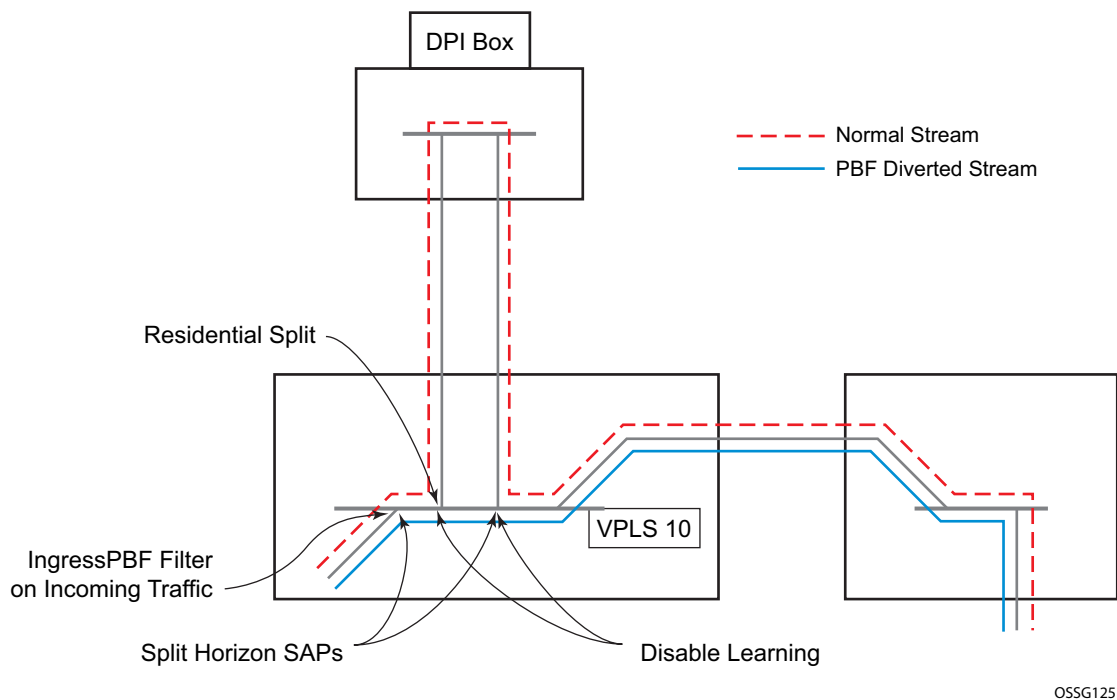 DPI Box
Normal Stream
PBF Diverted Stream
Residential Split
VPLS 10
IngressPBF Filter
on Incoming Traffic
Split Horizon SAPs
Disable Learning
OSSG125